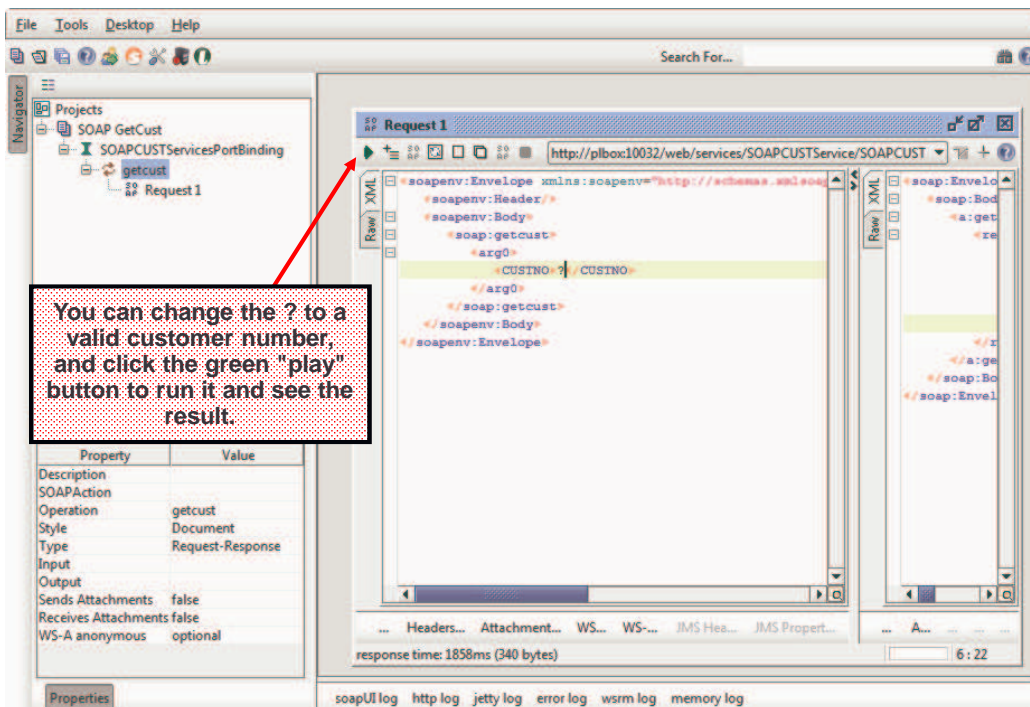 File Tools Desktop Help
Search For...
Navigator
Projects
SOAP GetCust
SOAPCUSTServicesPortBinding
getcust
Request 1
Request 1
http://plbox:10032/web/services/SOAPCUSTService/SOAPCUST
XML
Raw
<soapenv:Envelope xmlns:soapenv="http://schemas.xmlsoap
<soapenv:Header/>
<soapenv:Body>
<soap:getcust>
<arg0>
<CUSTNO>?</CUSTNO>
</arg0>
</soap:getcust>
</soapenv:Body>
</soapenv:Envelope>
XML
Raw
<soap:Envelo
<soap:Bod
<a:get
<re
</r
</a:ge
</soap:Bo
</soap:Envel
You can change the ? to a
valid customer number,
and click the green "play"
button to run it and see the
result.
Property Value
Description
SOAPAction
Operation getcust
Style Document
Type Request-Response
Input
Output
Sends Attachments false
Receives Attachments false
WS-A anonymous optional
... Headers... Attachment... WS... WS-... JMS Hea... JMS Propert...
... A... ... ... ...
response time: 1858ms (340 bytes)
6 : 22
Properties
soapUI log http log jetty log error log wsrm log memory log